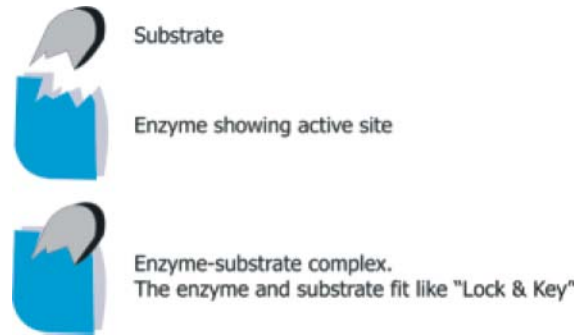 Substrate
Enzyme showing active site
Enzyme-substrate complex.
The enzyme and substrate fit like “Lock & Key”